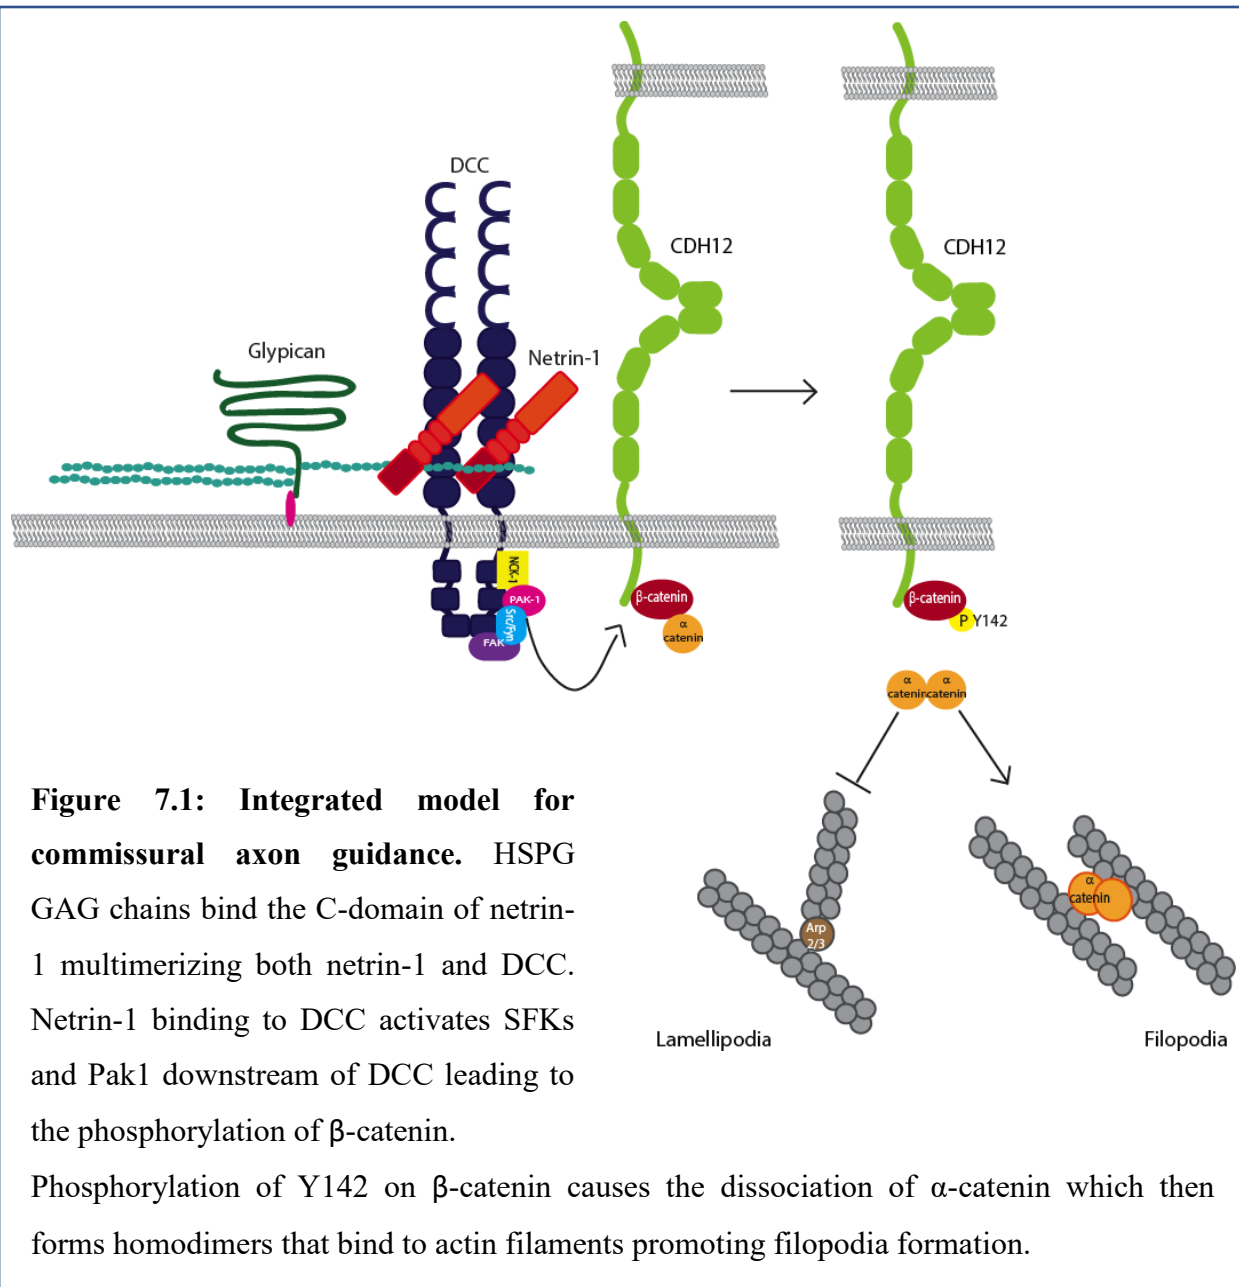 DCC
CDH12
CDH12
Glypican
Netrin-1
NCK-1
PAK-1
Src/Fyn
FAK
β-catenin
α
catenin
β-catenin
P Y142
α
catenin
α
catenin
Arp
2/3
α
catenin
Lamellipodia
Filopodia
Figure 7.1: Integrated model for
commissural axon guidance. HSPG
GAG chains bind the C-domain of netrin-
1 multimerizing both netrin-1 and DCC.
Netrin-1 binding to DCC activates SFKs
and Pak1 downstream of DCC leading to
the phosphorylation of β-catenin.
Phosphorylation of Y142 on β-catenin causes the dissociation of α-catenin which then
forms homodimers that bind to actin filaments promoting filopodia formation.